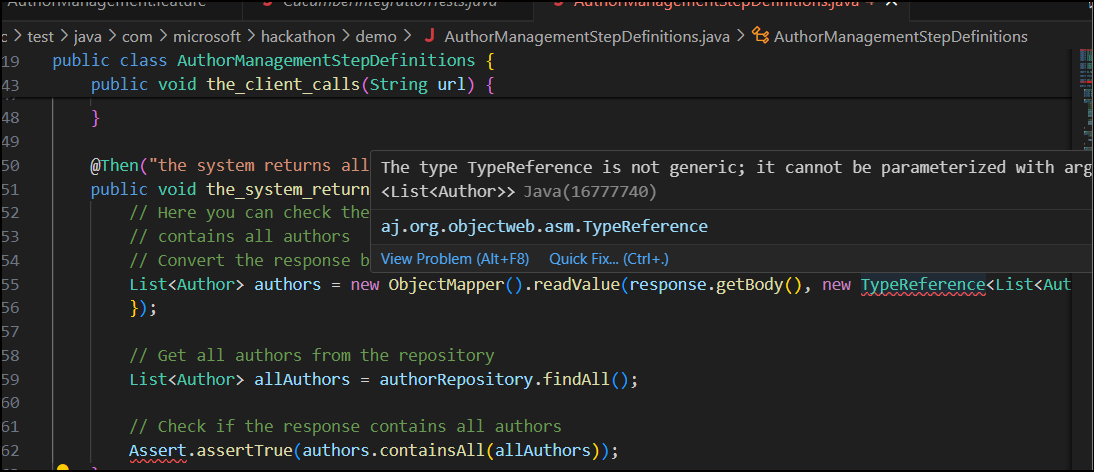 AuthorManagement.feature CucumberIntegrationTests.java AuthorManagementStepDefinitions.java 4
c > test > java > com > microsoft > hackathon > demo > AuthorManagementStepDefinitions.java > AuthorManagementStepDefinitions
19 public class AuthorManagementStepDefinitions {
43 public void the_client_calls(String url) {
48 }
49
50 @Then("the system returns all
The type TypeReference is not generic; it cannot be parameterized with arg
<List<Author>> Java(16777740)
aj.org.objectweb.asm.TypeReference
View Problem (Alt+F8) Quick Fix... (Ctrl+.)
51 public void the_system_return
52 // Here you can check the
53 // contains all authors
54 // Convert the response b
55 List<Author> authors = new ObjectMapper().readValue(response.getBody(), new TypeReference<List<Aut
56 });
57
58 // Get all authors from the repository
59 List<Author> allAuthors = authorRepository.findAll();
60
61 // Check if the response contains all authors
62 Assert.assertTrue(authors.containsAll(allAuthors));